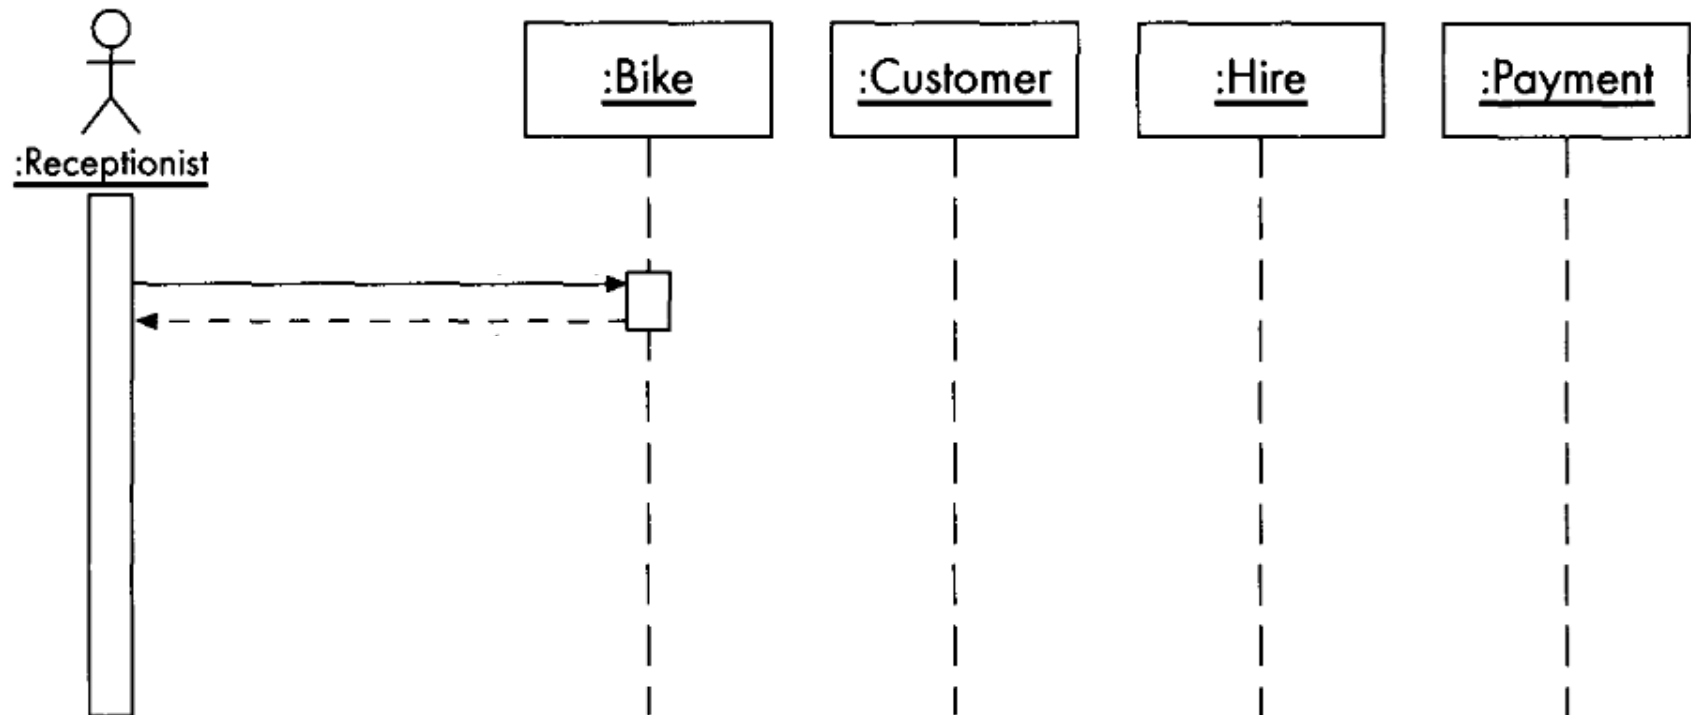 :Bike
:Customer
:Hire
:Payment
:Receptionist